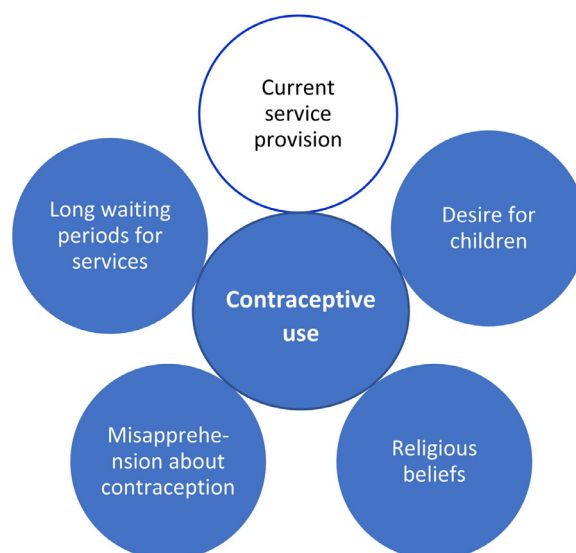 Current
service
provision
Long waiting
periods for
services
Desire for
children
Contraceptive
use
Misapprehe-
nsion about
contraception
Religious
beliefs